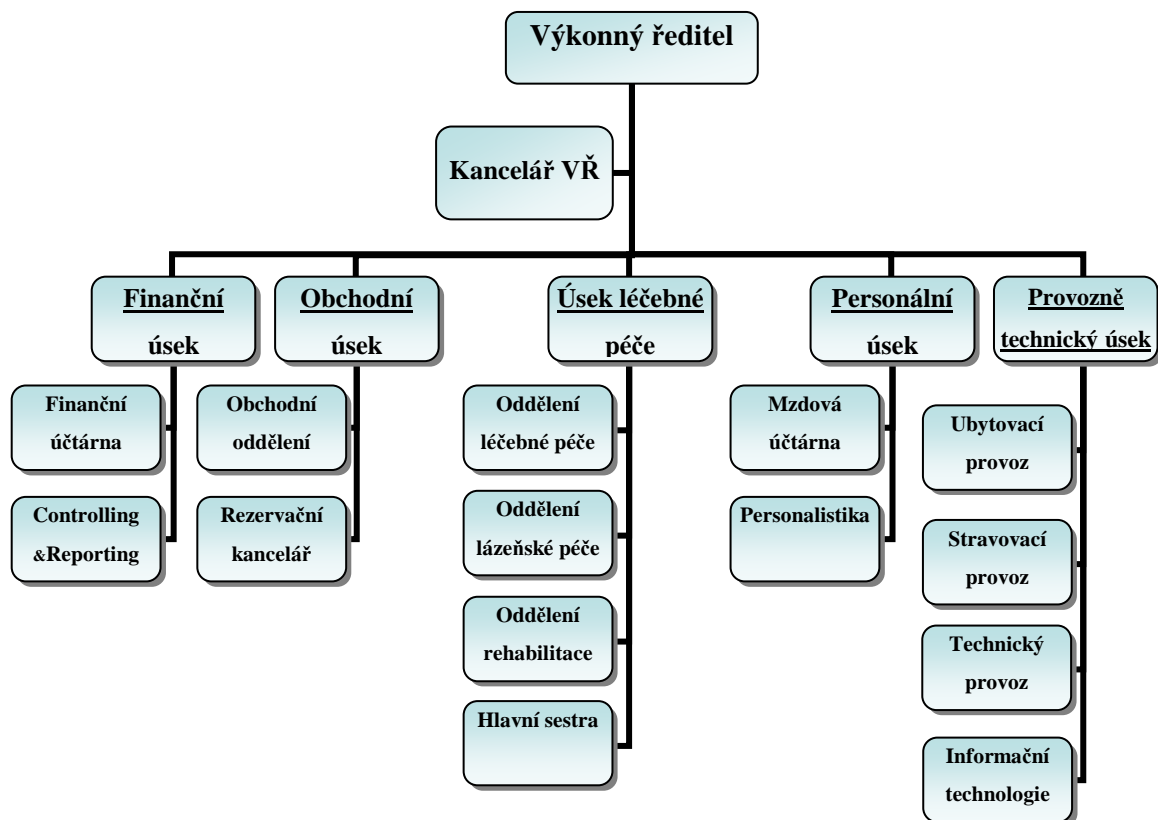 Výkonný ředitel
Kancelář VŘ
Finanční
úsek
Obchodní
úsek
Úsek léčebné
péče
Personální
úsek
Provozně
technický úsek
Finanční
účtárna
Controlling
&Reporting
Obchodní
oddělení
Rezervační
kancelář
Oddělení
léčebné péče
Oddělení
lázeňské péče
Oddělení
rehabilitace
Hlavní sestra
Mzdová
účtárna
Personalistika
Ubytovací
provoz
Stravovací
provoz
Technický
provoz
Informační
technologie